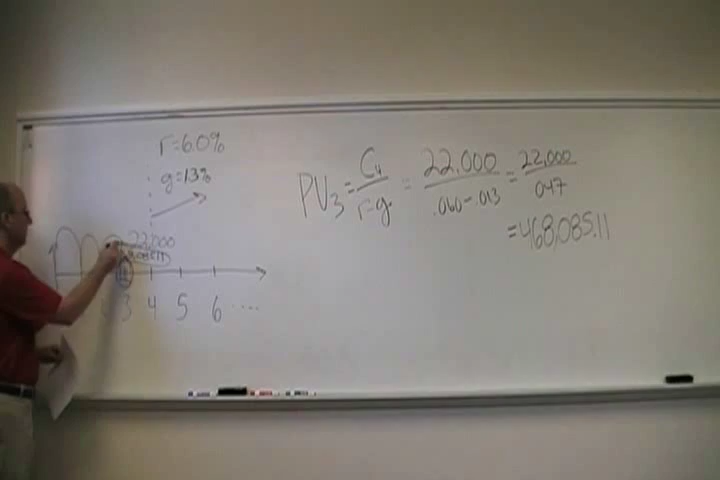 r=6.0%
g=1.3%
22,000
3 4 5 6 ....
PV3 = C4 / r-g = 22.000 / .060-.013 = 22,000 / .047
=468,085.11